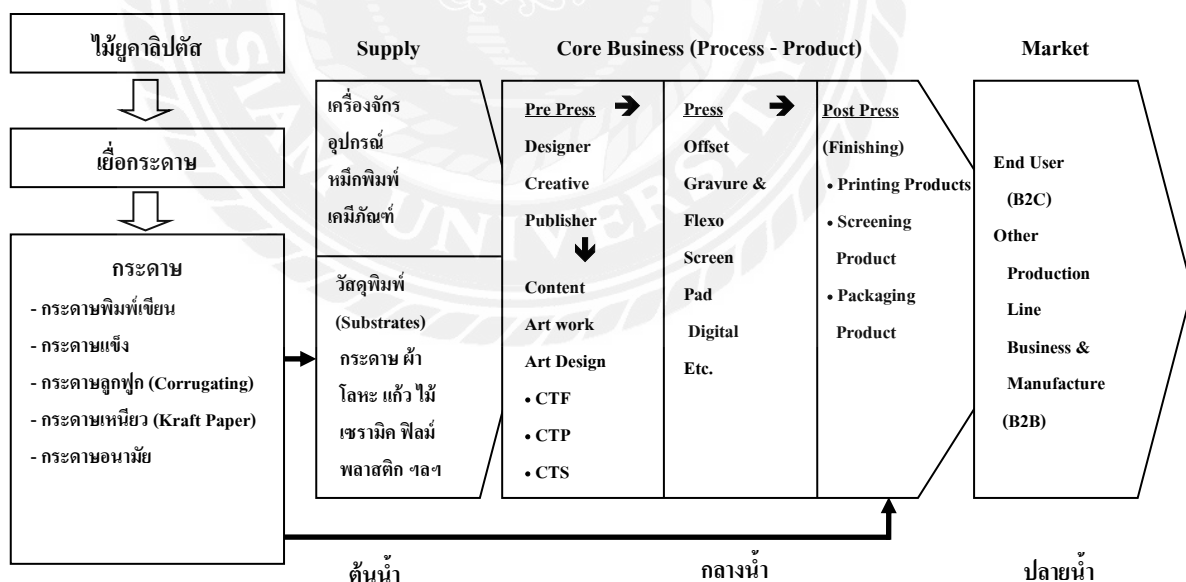 ไม้ยูคาลิปตัส
เยื่อกระดาษ
กระดาษ
- กระดาษพิมพ์เขียน
- กระดาษแข็ง
- กระดาษลูกฟูก (Corrugating)
- กระดาษเหนียว (Kraft Paper)
- กระดาษอนามัย
Supply
เครื่องจักร
อุปกรณ์
หมึกพิมพ์
เคมีภัณฑ์
วัสดุพิมพ์
(Substrates)
กระดาษ ผ้า
โลหะ แก้ว ไม้
เซรามิค ฟิลม์
พลาสติก ฯลฯ
Core Business (Process - Product)
Pre Press
Designer
Creative
Publisher
Content
Art work
Art Design
• CTF
• CTP
• CTS
Press
Offset
Gravure &
Flexo
Screen
Pad
Digital
Etc.
Post Press
(Finishing)
• Printing Products
• Screening
Product
• Packaging
Product
Market
End User
(B2C)
Other
Production
Line
Business &
Manufacture
(B2B)
ต้นน้ำ
กลางน้ำ
ปลายน้ำ
SIAM UNIVERSITY